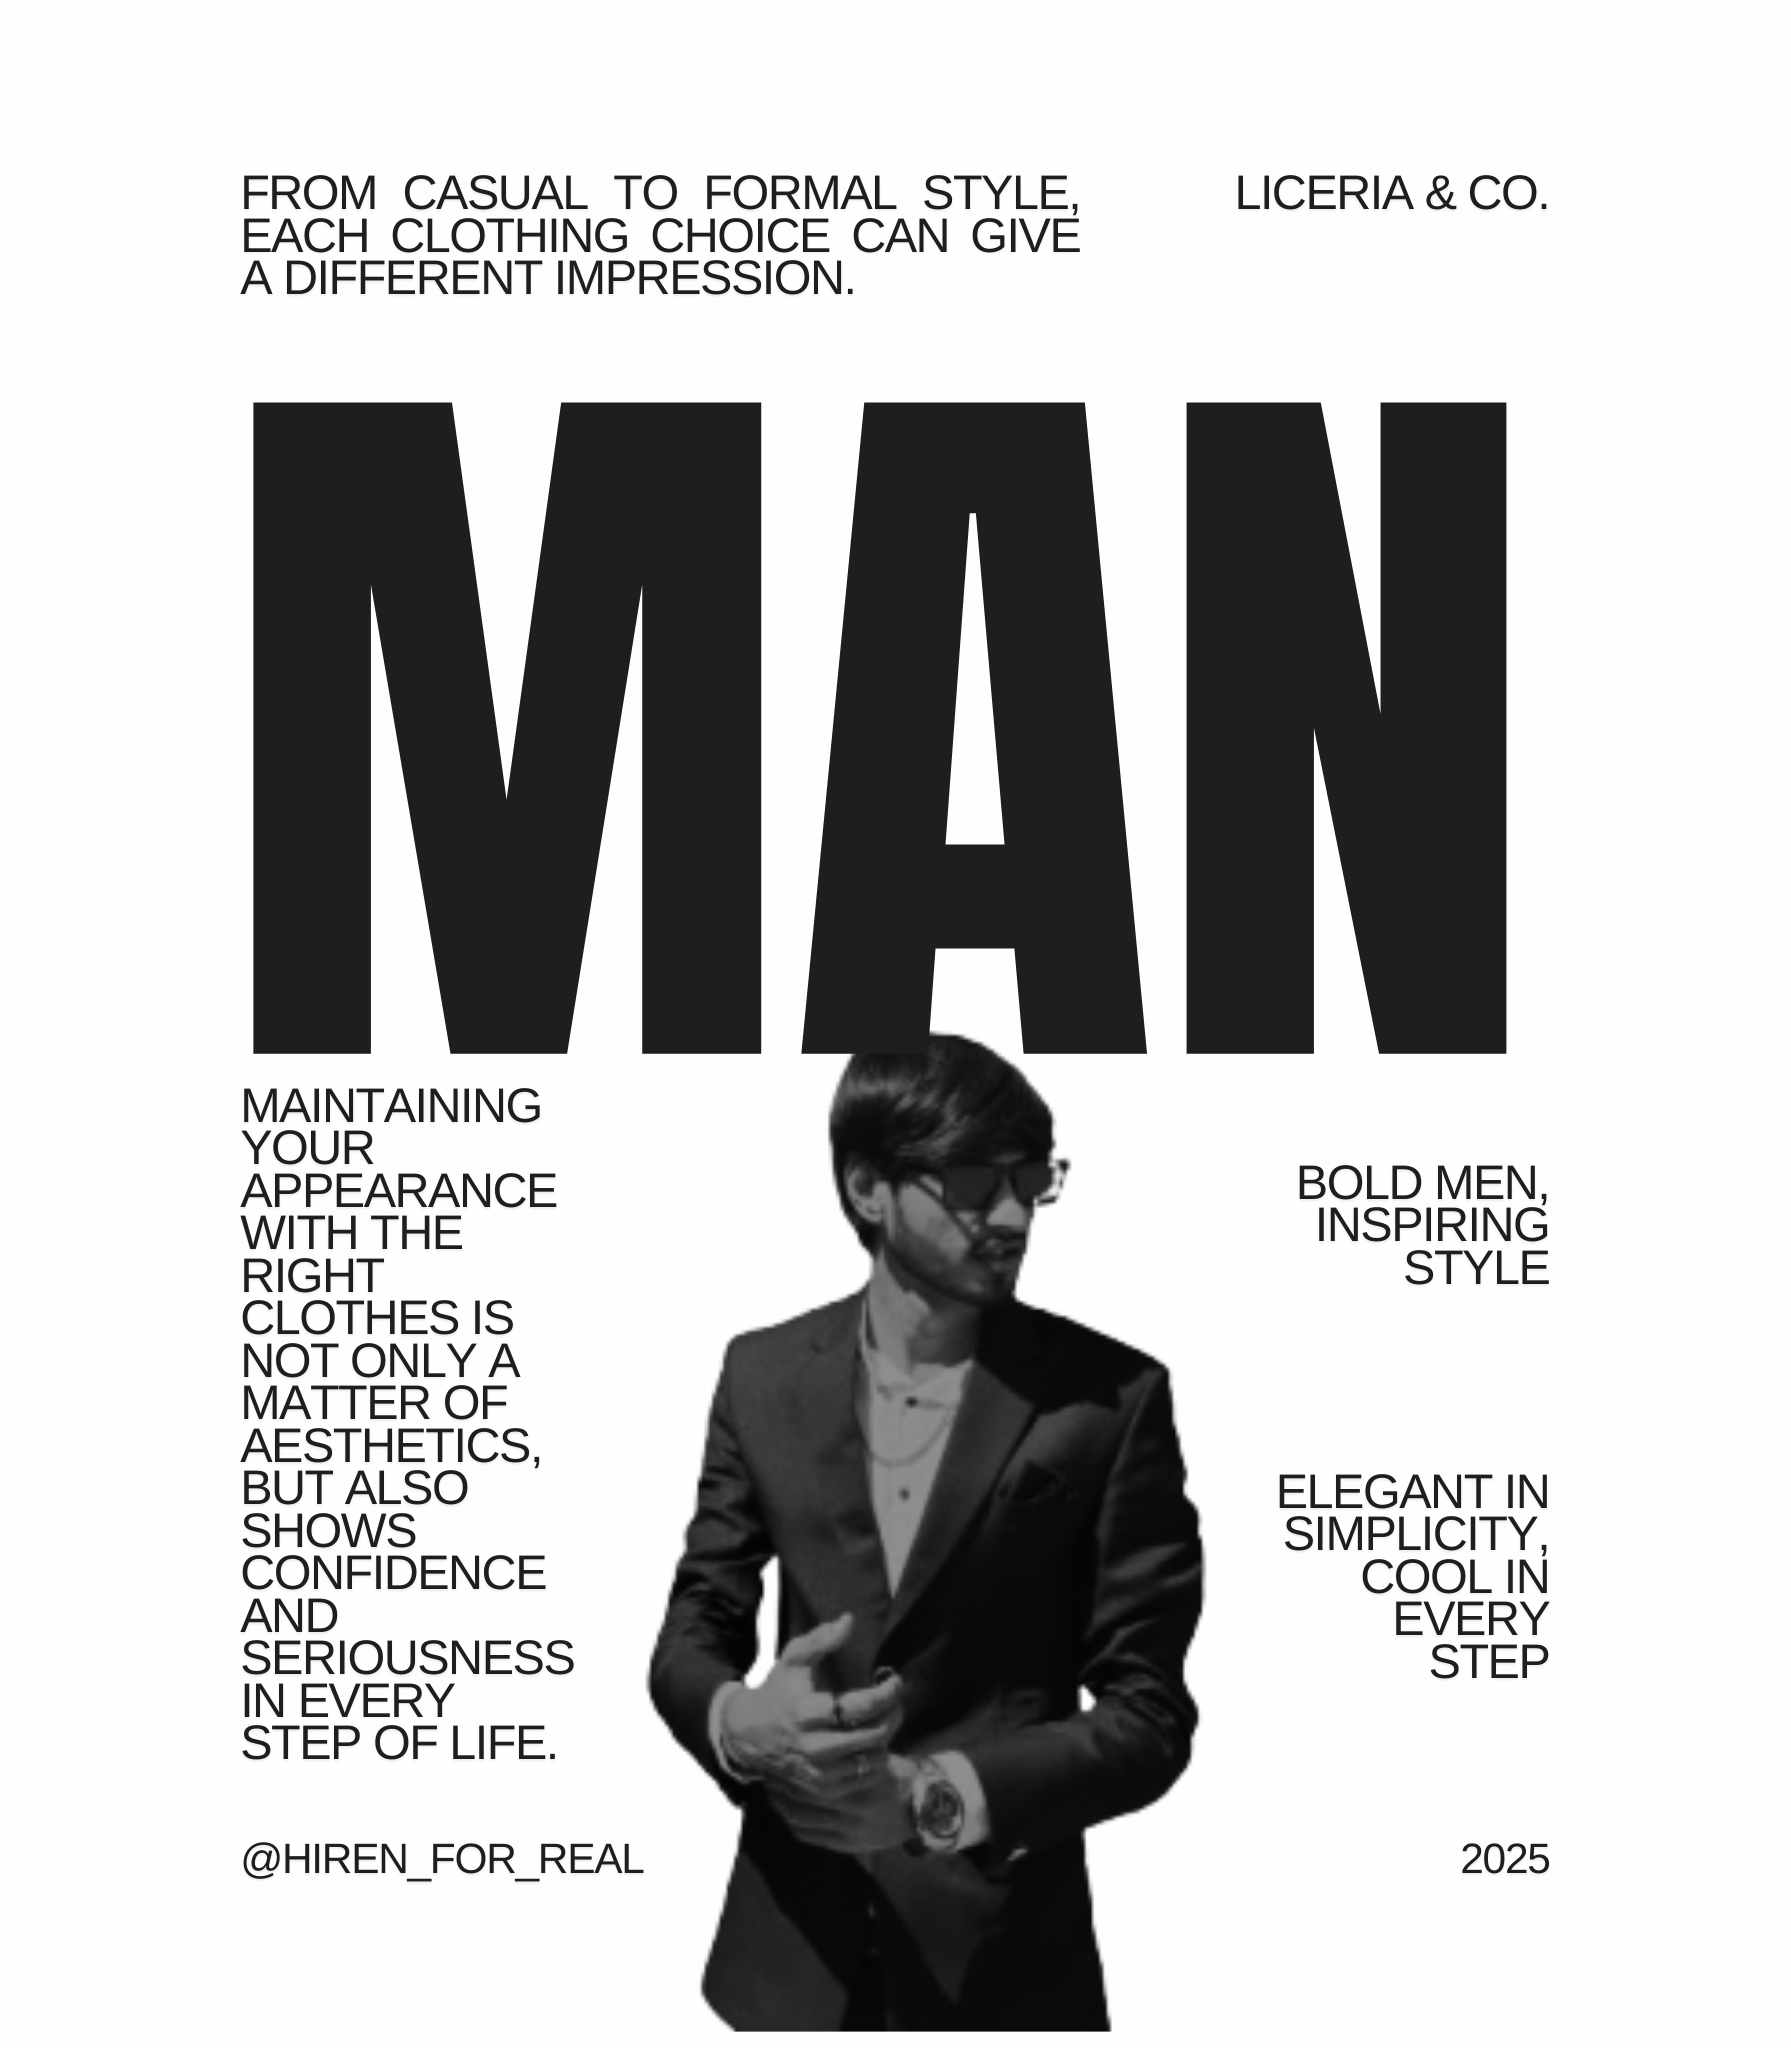 FROM CASUAL TO FORMAL STYLE,
EACH CLOTHING CHOICE CAN GIVE
A DIFFERENT IMPRESSION.
LICERIA & CO.
MAN
MAINTAINING
YOUR
APPEARANCE
WITH THE
RIGHT
CLOTHES IS
NOT ONLY A
MATTER OF
AESTHETICS,
BUT ALSO
SHOWS
CONFIDENCE
AND
SERIOUSNESS
IN EVERY
STEP OF LIFE.
BOLD MEN,
INSPIRING
STYLE
ELEGANT IN
SIMPLICITY,
COOL IN
EVERY
STEP
@HIREN_FOR_REAL
2025